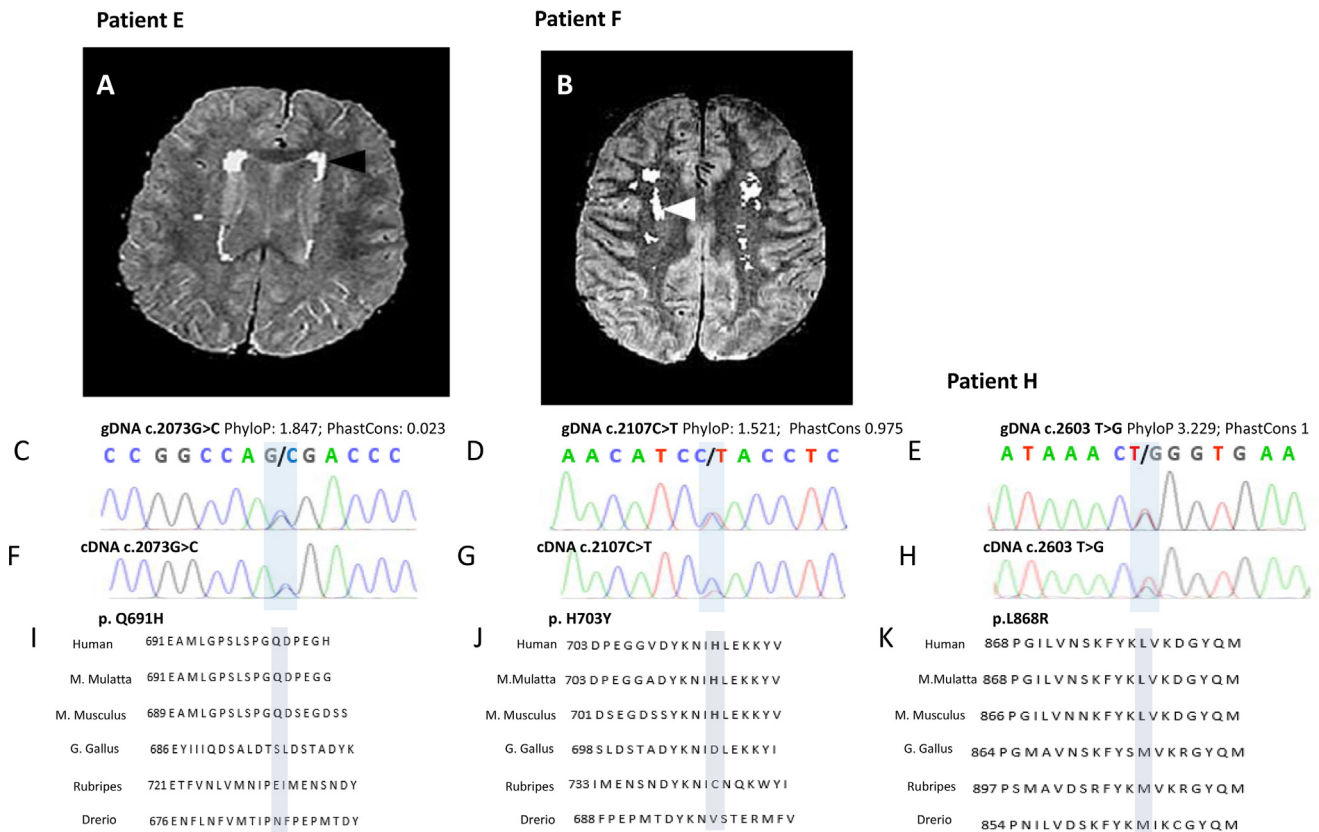 Patient E
Patient F
A
B
Patient H
C
gDNA c.2073G>C PhyloP: 1.847; PhastCons: 0.023
C C G G C C A G/C G A C C C
D
gDNA c.2107C>T PhyloP: 1.521; PhastCons 0.975
A A C A T C C/T A C C T C
E
gDNA c.2603 T>G PhyloP 3.229; PhastCons 1
A T A A A C T/G G G T G A A
F
cDNA c.2073G>C
G
cDNA c.2107C>T
H
cDNA c.2603 T>G
I
p. Q691H
Human 691 E A M L G P S L S P G Q D P E G H
M. Mulatta 691 E A M L G P S L S P G Q D P E G G
M. Musculus 689 E A M L G P S L S P G Q D S E G D S S
G. Gallus 686 E Y I I I Q D S A L D T S L D S T A D Y K
Rubripes 721 E T F V N L V M N I P E I M E N S N D Y
Drerio 676 E N F L N F V M T I P N F P E P M T D Y
J
p. H703Y
Human 703 D P E G G V D Y K N I H L E K K Y V
M.Mulatta 703 D P E G G A D Y K N I H L E K K Y V
M. Musculus 701 D S E G D S S Y K N I H L E K K Y V
G. Gallus 698 S L D S T A D Y K N I D L E K K Y I
Rubripes 733 I M E N S N D Y K N I C N Q K W Y I
Drerio 688 F P E P M T D Y K N V S T E R M F V
K
p.L868R
Human 868 P G I L V N S K F Y K L V K D G Y Q M
M.Mulatta 868 P G I L V N S K F Y K L V K D G Y Q M
M. Musculus 866 P G I L V N N K F Y K L V K D G Y Q M
G. Gallus 864 P G M A V N S K F Y S M V K R G Y Q M
Rubripes 897 P S M A V D S R F Y K M V K R G Y Q M
Drerio 854 P N I L V D S K F Y K M I K C G Y Q M